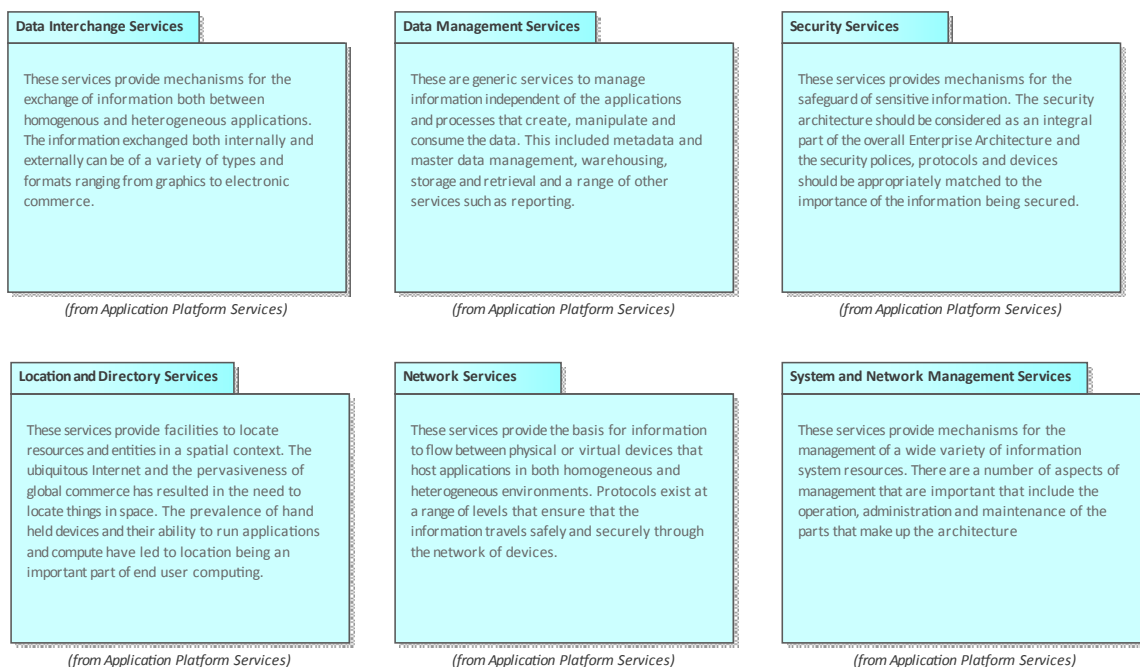 Data Interchange Services
These services provide mechanisms for the
exchange of information both between
homogenous and heterogeneous applications.
The information exchanged both internally and
externally can be of a variety of types and
formats ranging from graphics to electronic
commerce.
(from Application Platform Services)
Data Management Services
These are generic services to manage
information independent of the applications
and processes that create, manipulate and
consume the data. This included metadata and
master data management, warehousing,
storage and retrieval and a range of other
services such as reporting.
(from Application Platform Services)
Security Services
These services provides mechanisms for the
safeguard of sensitive information. The security
architecture should be considered as an integral
part of the overall Enterprise Architecture and
the security polices, protocols and devices
should be appropriately matched to the
importance of the information being secured.
(from Application Platform Services)
Location and Directory Services
These services provide facilities to locate
resources and entities in a spatial context. The
ubiquitous Internet and the pervasiveness of
global commerce has resulted in the need to
locate things in space. The prevalence of hand
held devices and their ability to run applications
and compute have led to location being an
important part of end user computing.
(from Application Platform Services)
Network Services
These services provide the basis for information
to flow between physical or virtual devices that
host applications in both homogeneous and
heterogeneous environments. Protocols exist at
a range of levels that ensure that the
information travels safely and securely through
the network of devices.
(from Application Platform Services)
System and Network Management Services
These services provide mechanisms for the
management of a wide variety of information
system resources. There are a number of aspects of
management that are important that include the
operation, administration and maintenance of the
parts that make up the architecture
(from Application Platform Services)